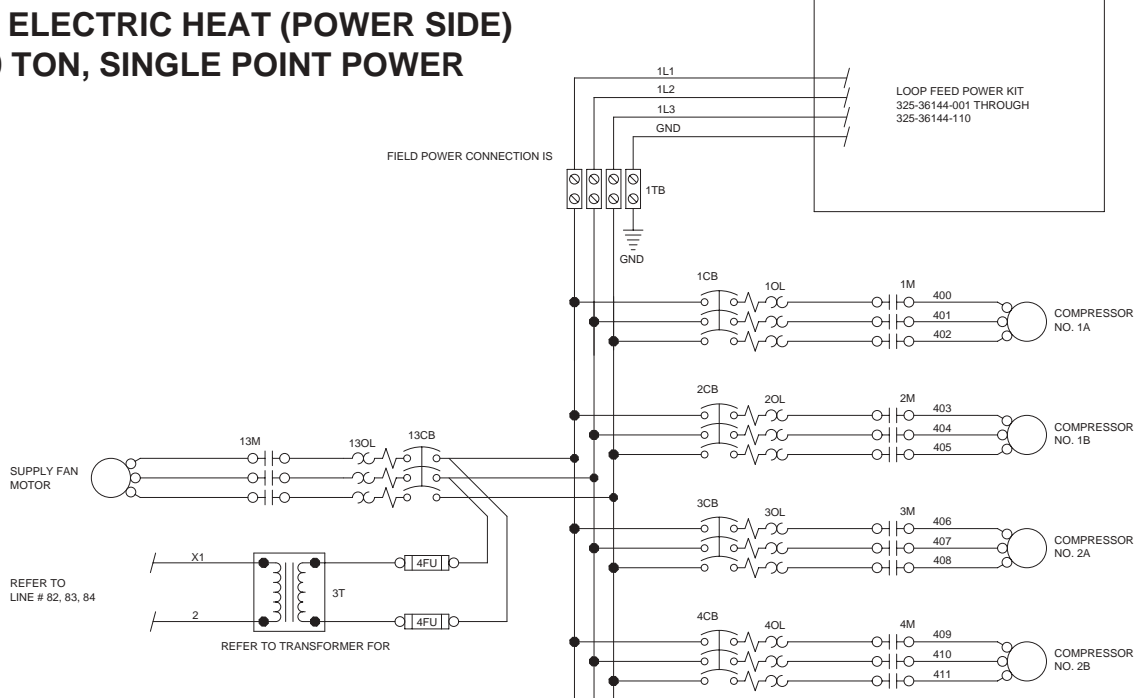 ELECTRIC HEAT (POWER SIDE)
TON, SINGLE POINT POWER
1L1
1L2
1L3
GND
LOOP FEED POWER KIT
325-36144-001 THROUGH
325-36144-110
FIELD POWER CONNECTION IS
1TB
GND
1CB
1OL
1M
400
401
402
COMPRESSOR
NO. 1A
2CB
2OL
2M
403
404
405
COMPRESSOR
NO. 1B
SUPPLY FAN
MOTOR
13M
13OL
13CB
3CB
3OL
3M
406
407
408
COMPRESSOR
NO. 2A
REFER TO
LINE # 82, 83, 84
X1
2
3T
4FU
4FU
REFER TO TRANSFORMER FOR
4CB
4OL
4M
409
410
411
COMPRESSOR
NO. 2B